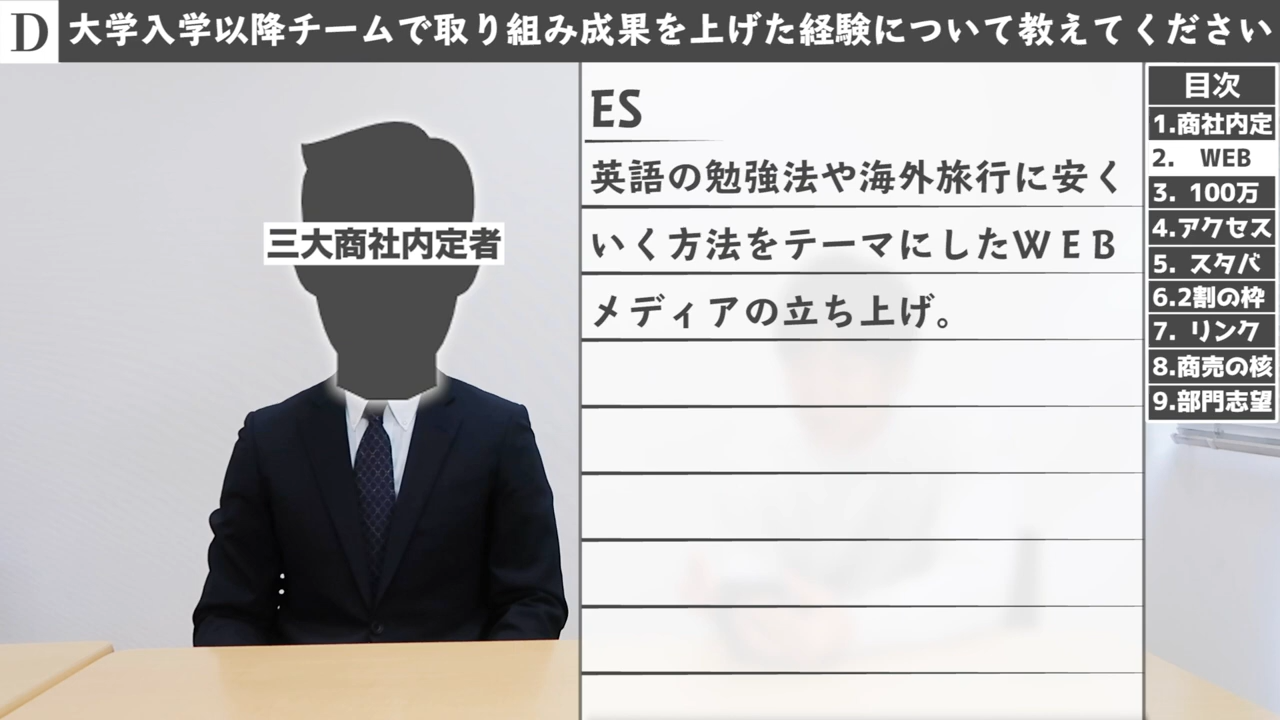 D 大学入学以降チームで取り組み成果を上げた経験について教えてください
三大商社内定者
ES
英語の勉強法や海外旅行に安く
いく方法をテーマにしたWEB
メディアの立ち上げ。
目次
1.商社内定
2. WEB
3. 100万
4.アクセス
5. スタバ
6.2割の枠
7. リンク
8.商売の核
9.部門志望